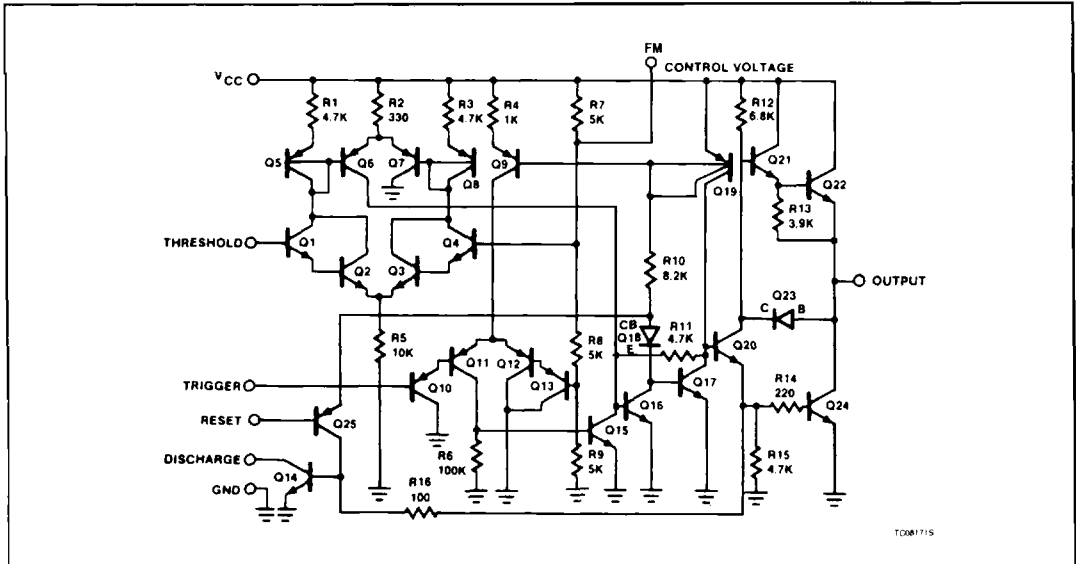 FM
CONTROL VOLTAGE
VCC
R1
4.7K
R2
330
R3
4.7K
R4
1K
R7
5K
R12
6.8K
Q5
Q6
Q7
Q8
Q9
Q19
Q21
Q22
R13
3.9K
THRESHOLD
Q1
Q2
Q3
Q4
R10
8.2K
OUTPUT
Q23
C
B
R5
10K
R8
5K
CB
Q18
E
R11
4.7K
Q20
Q11
Q12
Q13
TRIGGER
Q10
Q17
R14
220
Q24
RESET
Q25
Q15
Q16
R6
100K
R9
5K
R15
4.7K
DISCHARGE
Q14
GND
R16
100
TC08171S